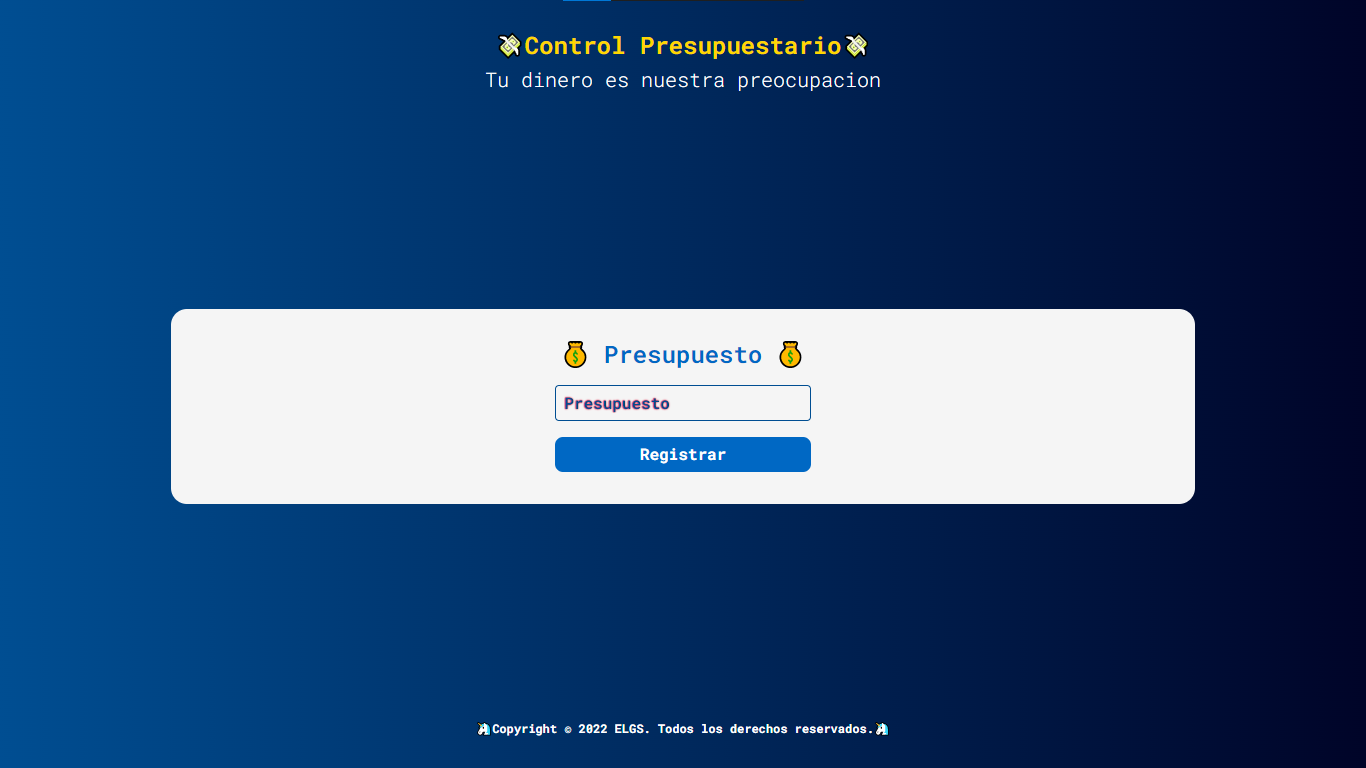 💸Control Presupuestario💸
Tu dinero es nuestra preocupacion
💰 Presupuesto 💰
Presupuesto
Registrar
🦄Copyright © 2022 ELGS. Todos los derechos reservados.🦄